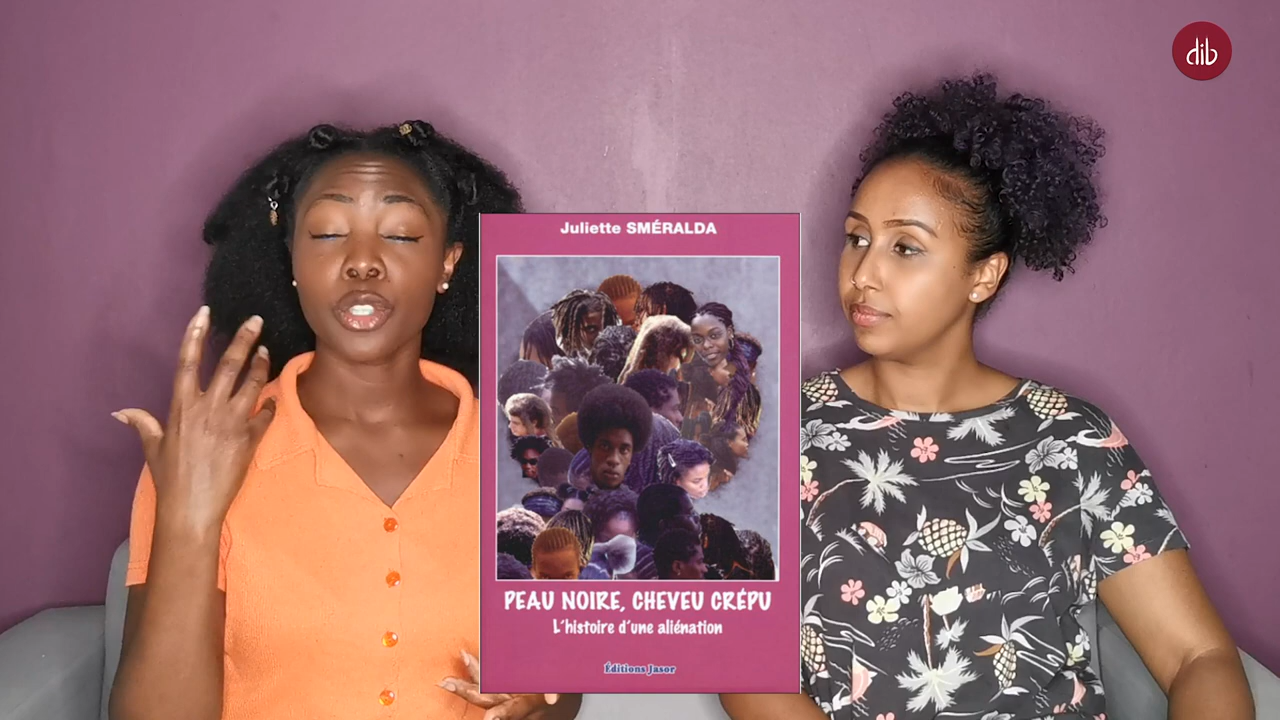 dib
Juliette SMÉRALDA
PEAU NOIRE, CHEVEU CRÉPU
L'histoire d'une aliénation
Éditions Jasor